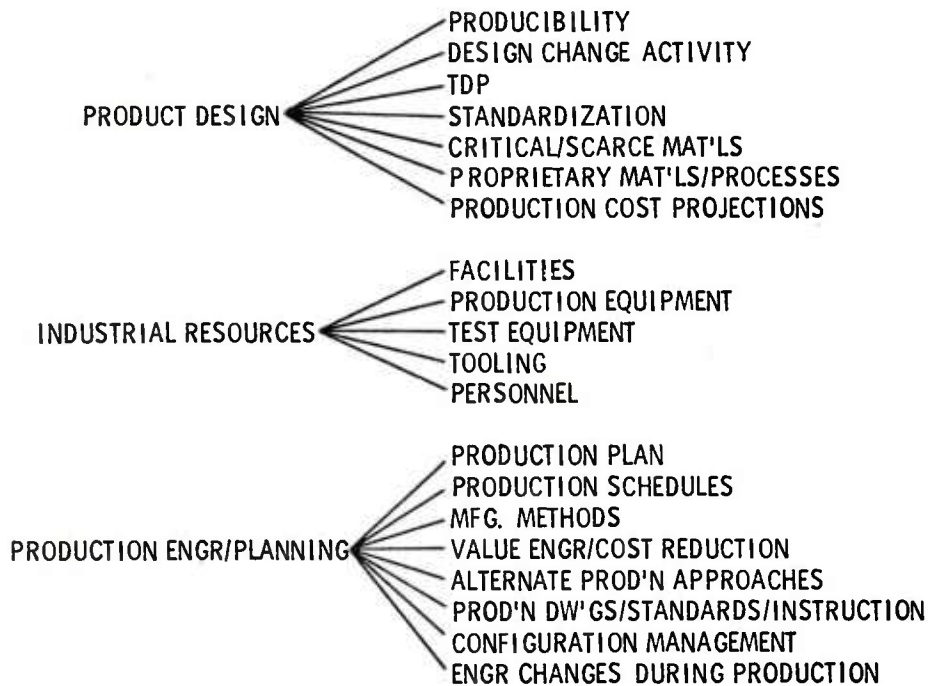 PRODUCT DESIGN
PRODUCIBILITY
DESIGN CHANGE ACTIVITY
TDP
STANDARDIZATION
CRITICAL/SCARCE MAT'LS
PROPRIETARY MAT'LS/PROCESSES
PRODUCTION COST PROJECTIONS
INDUSTRIAL RESOURCES
FACILITIES
PRODUCTION EQUIPMENT
TEST EQUIPMENT
TOOLING
PERSONNEL
PRODUCTION ENGR/PLANNING
PRODUCTION PLAN
PRODUCTION SCHEDULES
MFG. METHODS
VALUE ENGR/COST REDUCTION
ALTERNATE PROD'N APPROACHES
PROD'N DW'GS/STANDARDS/INSTRUCTION
CONFIGURATION MANAGEMENT
ENGR CHANGES DURING PRODUCTION